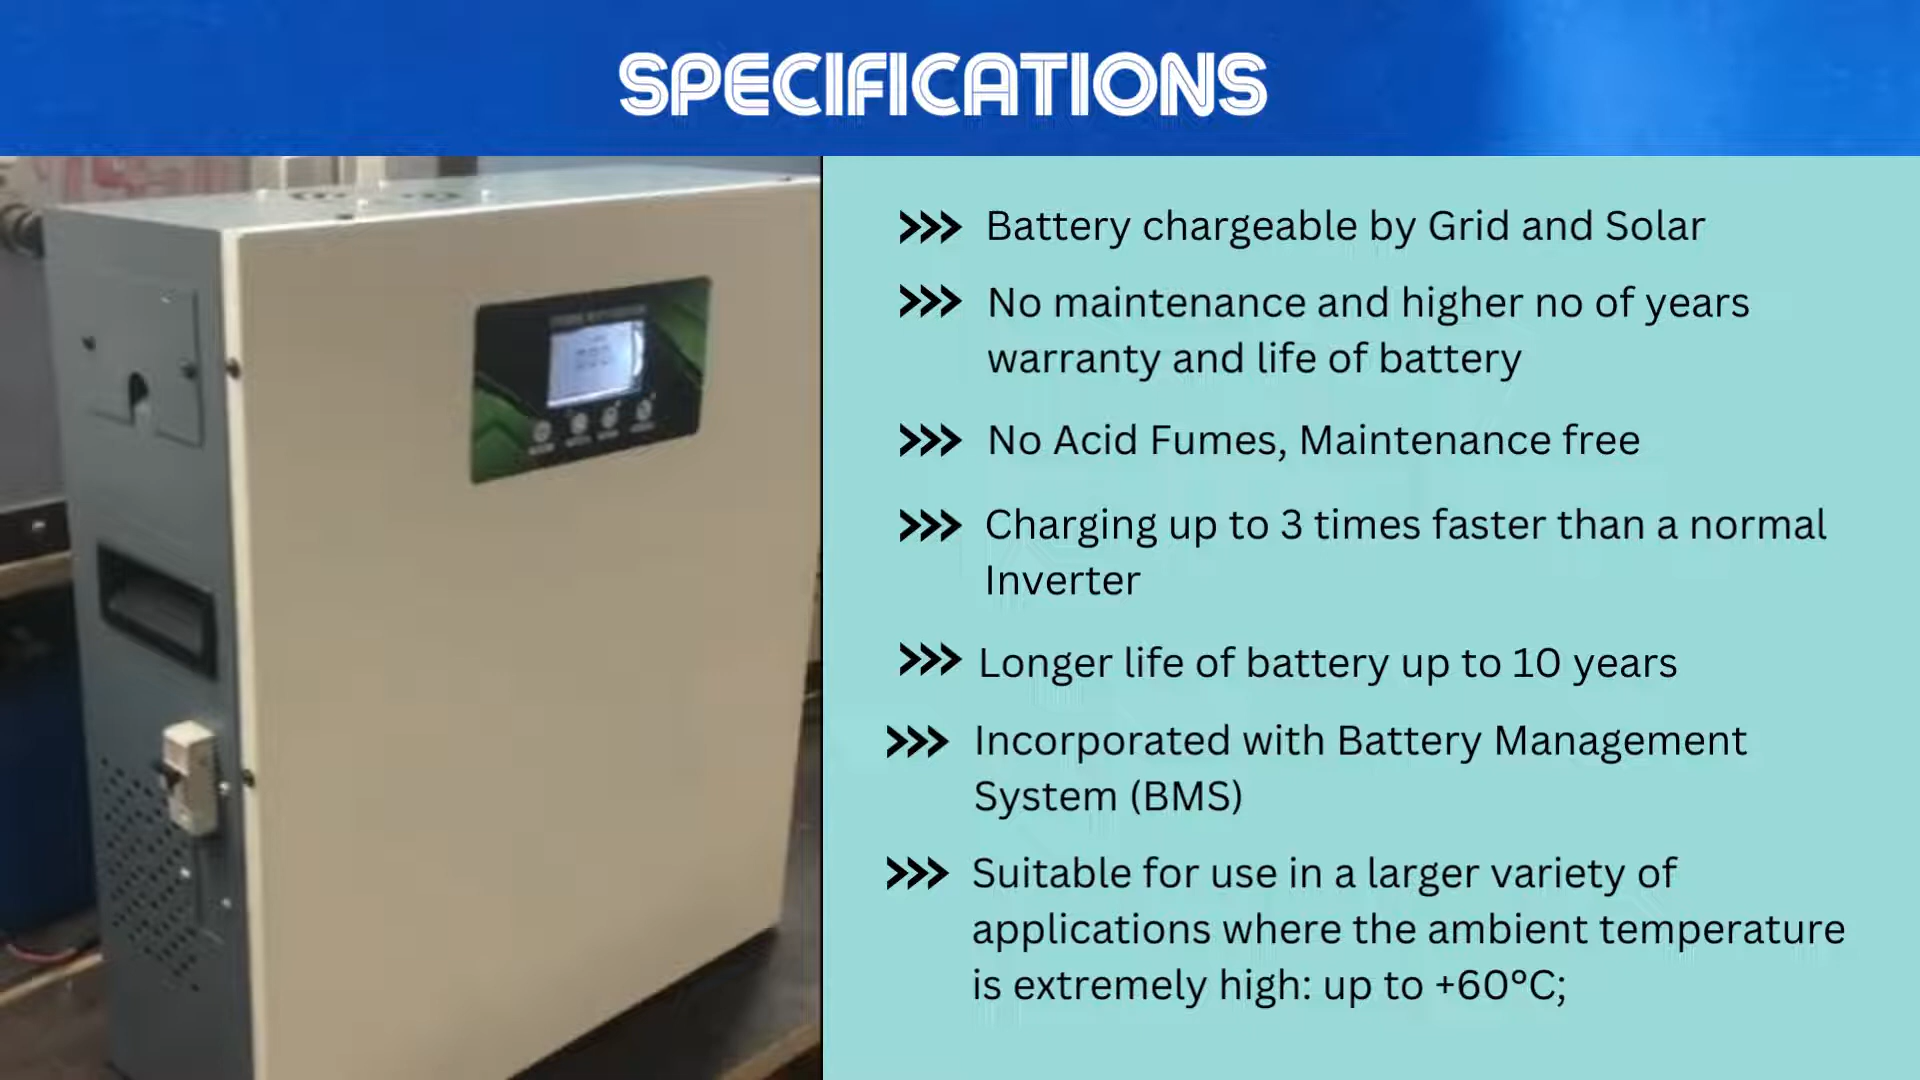 SPECIFICATIONS
Battery chargeable by Grid and Solar
No maintenance and higher no of years
warranty and life of battery
No Acid Fumes, Maintenance free
Charging up to 3 times faster than a normal
Inverter
Longer life of battery up to 10 years
Incorporated with Battery Management
System (BMS)
Suitable for use in a larger variety of
applications where the ambient temperature
is extremely high: up to +60°C;